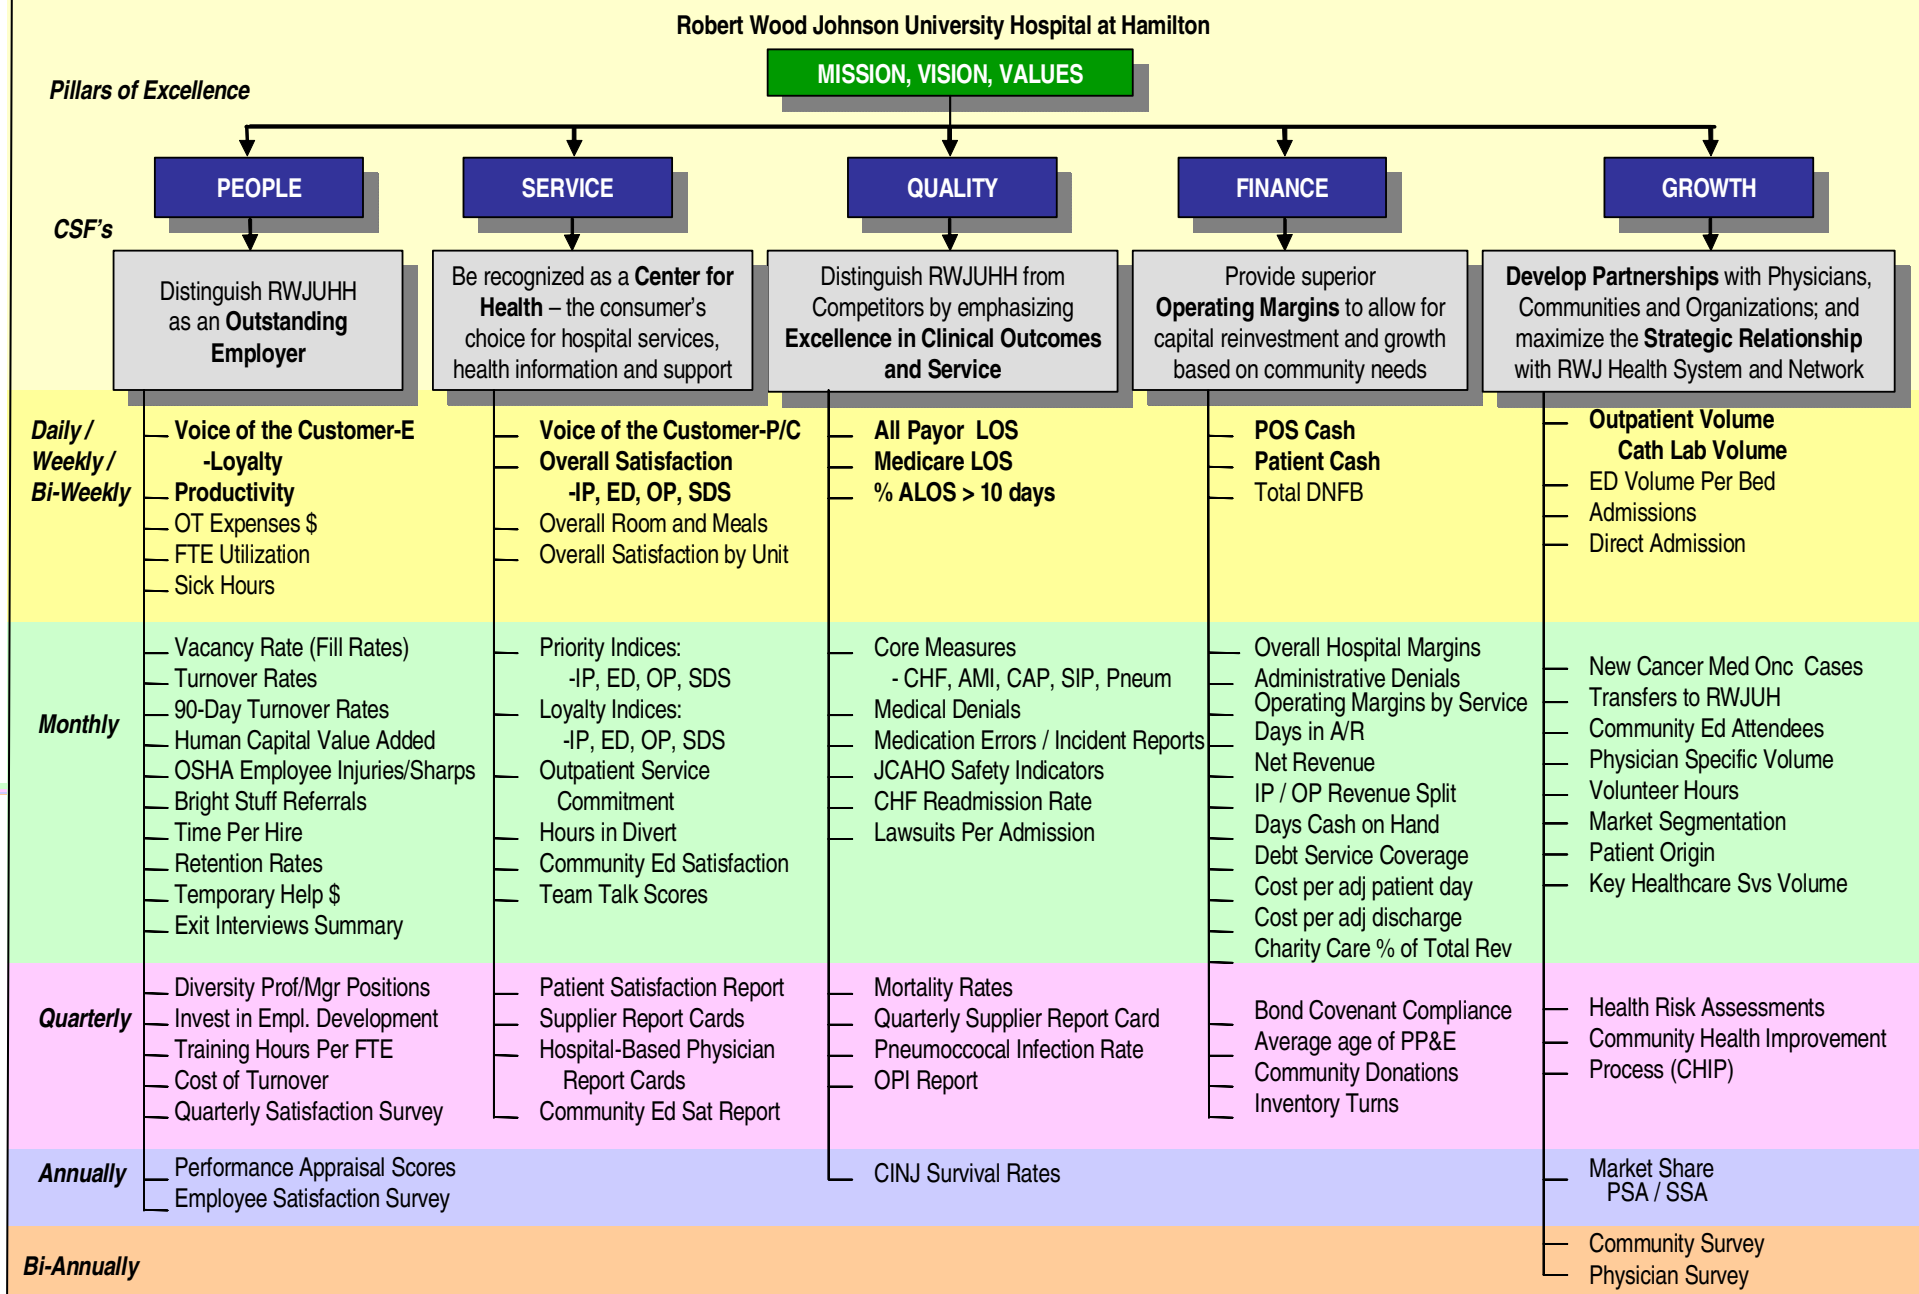 Robert Wood Johnson University Hospital at Hamilton
MISSION, VISION, VALUES
Pillars of Excellence
PEOPLE
SERVICE
QUALITY
FINANCE
GROWTH
CSF's
Distinguish RWJUHH
as an Outstanding
Employer
Be recognized as a Center for
Health – the consumer's
choice for hospital services,
health information and support
Distinguish RWJUHH from
Competitors by emphasizing
Excellence in Clinical Outcomes
and Service
Provide superior
Operating Margins to allow for
capital reinvestment and growth
based on community needs
Develop Partnerships with Physicians,
Communities and Organizations; and
maximize the Strategic Relationship
with RWJ Health System and Network
Daily /
Weekly /
Bi-Weekly
Voice of the Customer-E
-Loyalty
Productivity
OT Expenses $
FTE Utilization
Sick Hours
Voice of the Customer-P/C
Overall Satisfaction
-IP, ED, OP, SDS
Overall Room and Meals
Overall Satisfaction by Unit
All Payor LOS
Medicare LOS
% ALOS > 10 days
POS Cash
Patient Cash
Total DNFB
Outpatient Volume
Cath Lab Volume
ED Volume Per Bed
Admissions
Direct Admission
Monthly
Vacancy Rate (Fill Rates)
Turnover Rates
90-Day Turnover Rates
Human Capital Value Added
OSHA Employee Injuries/Sharps
Bright Stuff Referrals
Time Per Hire
Retention Rates
Temporary Help $
Exit Interviews Summary
Priority Indices:
-IP, ED, OP, SDS
Loyalty Indices:
-IP, ED, OP, SDS
Outpatient Service
Commitment
Hours in Divert
Community Ed Satisfaction
Team Talk Scores
Core Measures
- CHF, AMI, CAP, SIP, Pneum
Medical Denials
Medication Errors / Incident Reports
JCAHO Safety Indicators
CHF Readmission Rate
Lawsuits Per Admission
Overall Hospital Margins
Administrative Denials
Operating Margins by Service
Days in A/R
Net Revenue
IP / OP Revenue Split
Days Cash on Hand
Debt Service Coverage
Cost per adj patient day
Cost per adj discharge
Charity Care % of Total Rev
New Cancer Med Onc Cases
Transfers to RWJUH
Community Ed Attendees
Physician Specific Volume
Volunteer Hours
Market Segmentation
Patient Origin
Key Healthcare Svs Volume
Quarterly
Diversity Prof/Mgr Positions
Invest in Empl. Development
Training Hours Per FTE
Cost of Turnover
Quarterly Satisfaction Survey
Patient Satisfaction Report
Supplier Report Cards
Hospital-Based Physician
Report Cards
Community Ed Sat Report
Mortality Rates
Quarterly Supplier Report Card
Pneumoccocal Infection Rate
OPI Report
Bond Covenant Compliance
Average age of PP&E
Community Donations
Inventory Turns
Health Risk Assessments
Community Health Improvement
Process (CHIP)
Annually
Performance Appraisal Scores
Employee Satisfaction Survey
CINJ Survival Rates
Market Share
PSA / SSA
Bi-Annually
Community Survey
Physician Survey